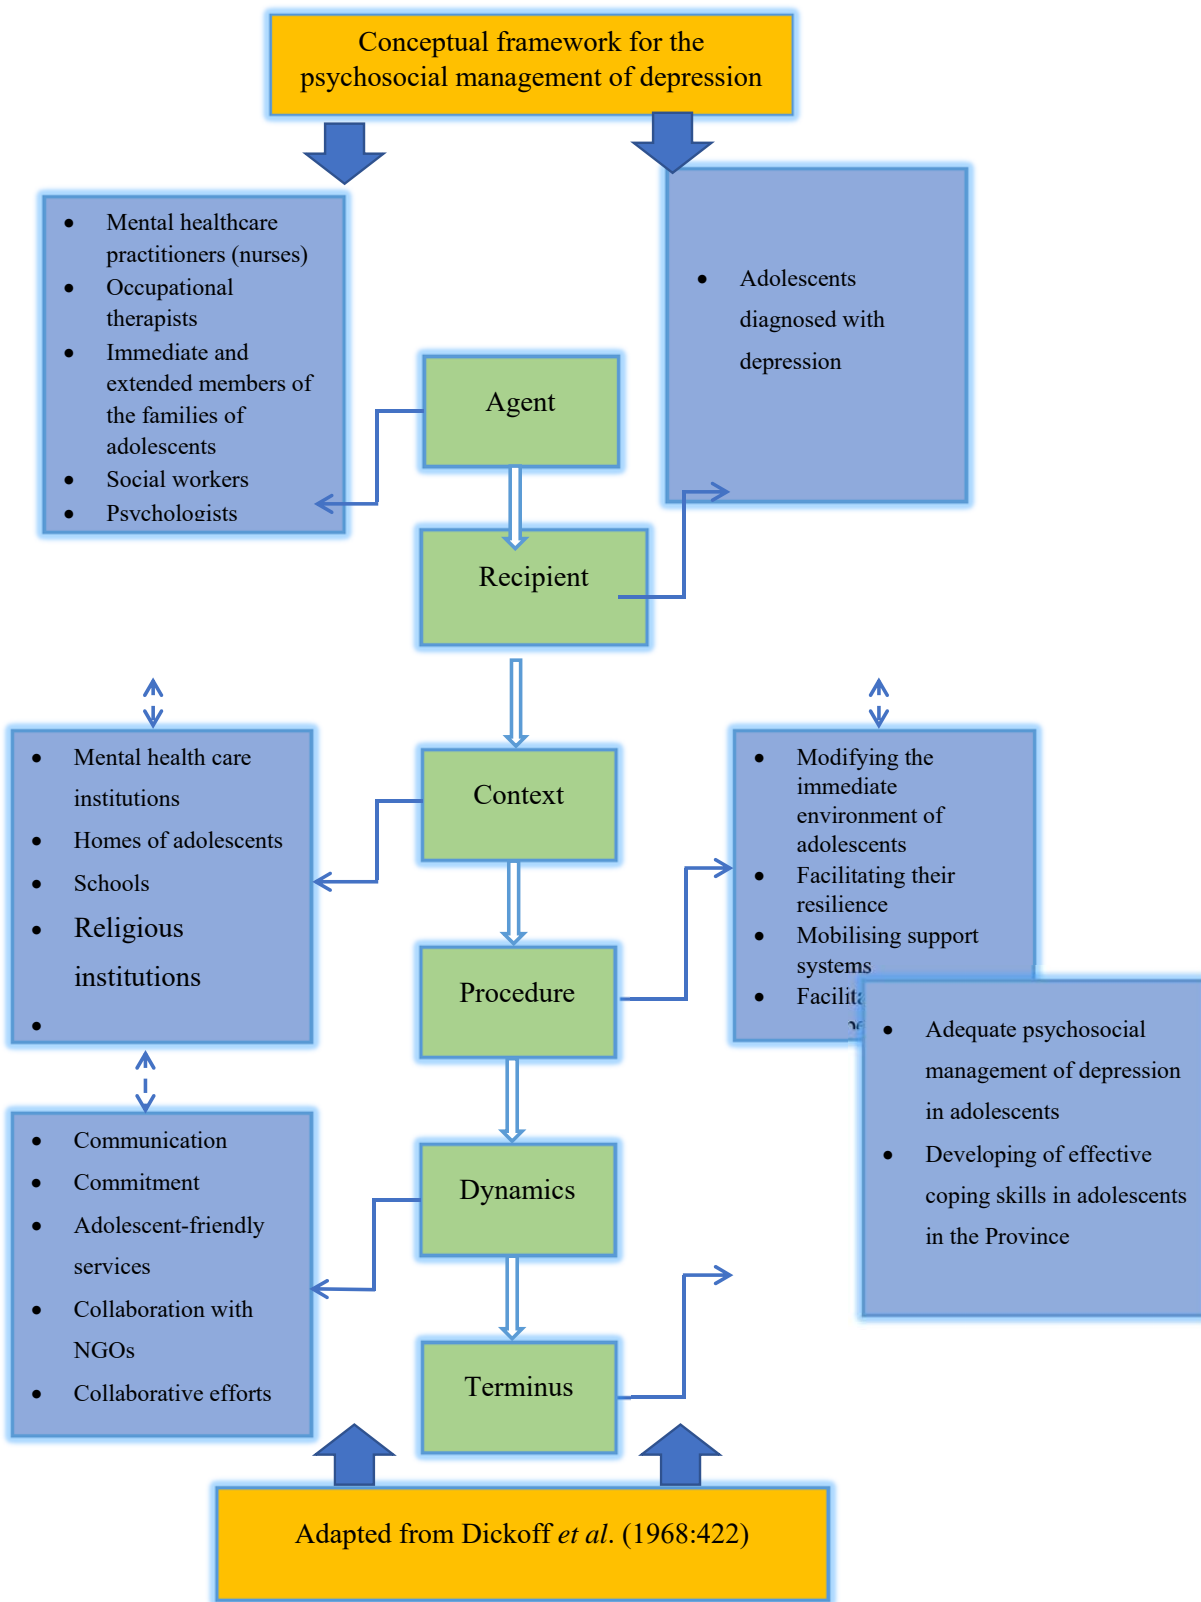 Conceptual framework for the
psychosocial management of depression
• Mental healthcare
practitioners (nurses)
• Occupational
therapists
• Immediate and
extended members of
the families of
adolescents
• Social workers
• Psychologists
• Adolescents
diagnosed with
depression
Agent
Recipient
• Mental health care
institutions
• Homes of adolescents
• Schools
• Religious
institutions
•
Context
• Modifying the
immediate
environment of
adolescents
• Facilitating their
resilience
• Mobilising support
systems
Procedure
• Adequate psychosocial
management of depression
in adolescents
• Developing of effective
coping skills in adolescents
in the Province
• Communication
• Commitment
• Adolescent-friendly
services
• Collaboration with
NGOs
• Collaborative efforts
Dynamics
Terminus
Adapted from Dickoff et al. (1968:422)